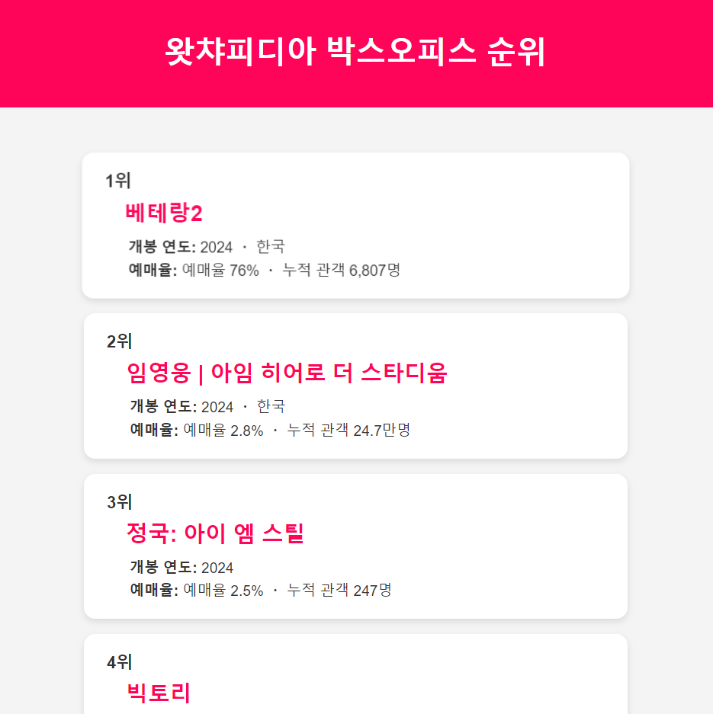 왓챠피디아 박스오피스 순위
1위
베테랑2
개봉 연도: 2024 ・ 한국
예매율: 예매율 76% ・ 누적 관객 6,807명
2위
임영웅 | 아임 히어로 더 스타디움
개봉 연도: 2024 ・ 한국
예매율: 예매율 2.8% ・ 누적 관객 24.7만명
3위
정국: 아이 엠 스틸
개봉 연도: 2024
예매율: 예매율 2.5% ・ 누적 관객 247명
4위
빅토리